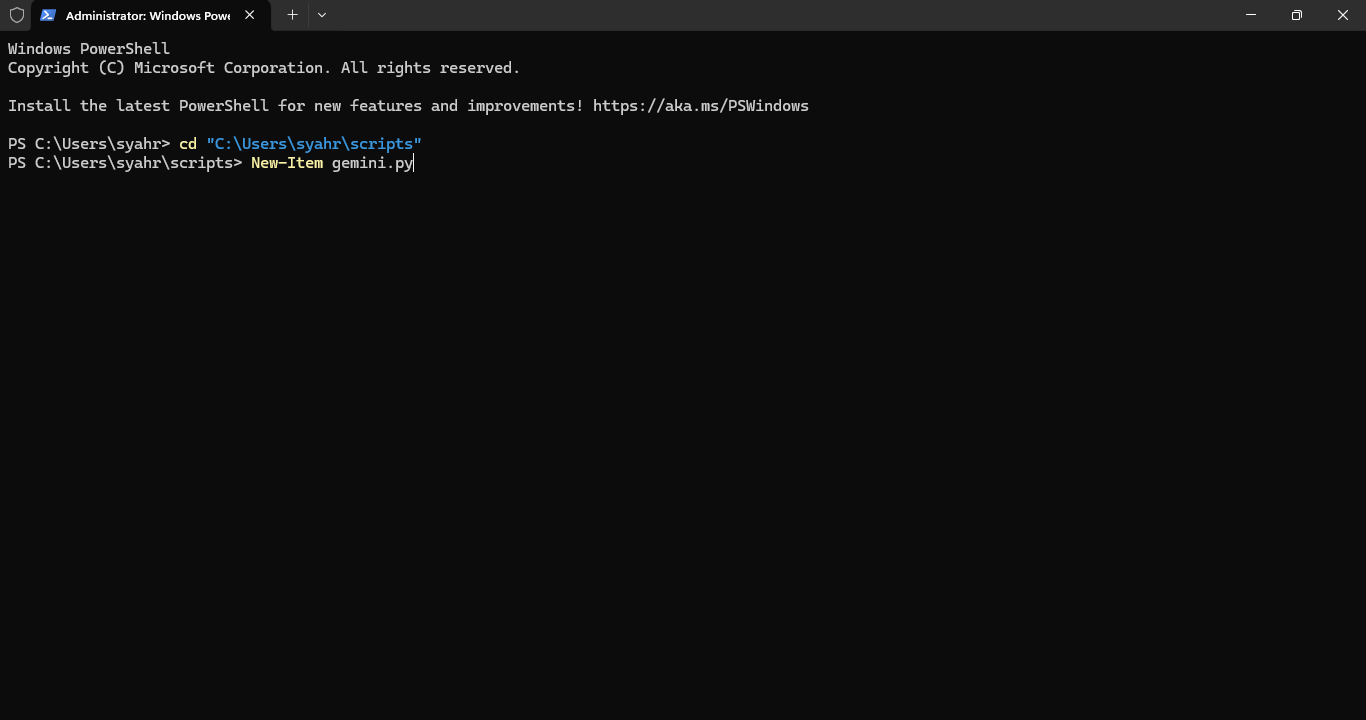 Administrator: Windows Powe
Windows PowerShell
Copyright (C) Microsoft Corporation. All rights reserved.
Install the latest PowerShell for new features and improvements! https://aka.ms/PSWindows
PS C:\Users\syahr> cd "C:\Users\syahr\scripts"
PS C:\Users\syahr\scripts> New-Item gemini.py